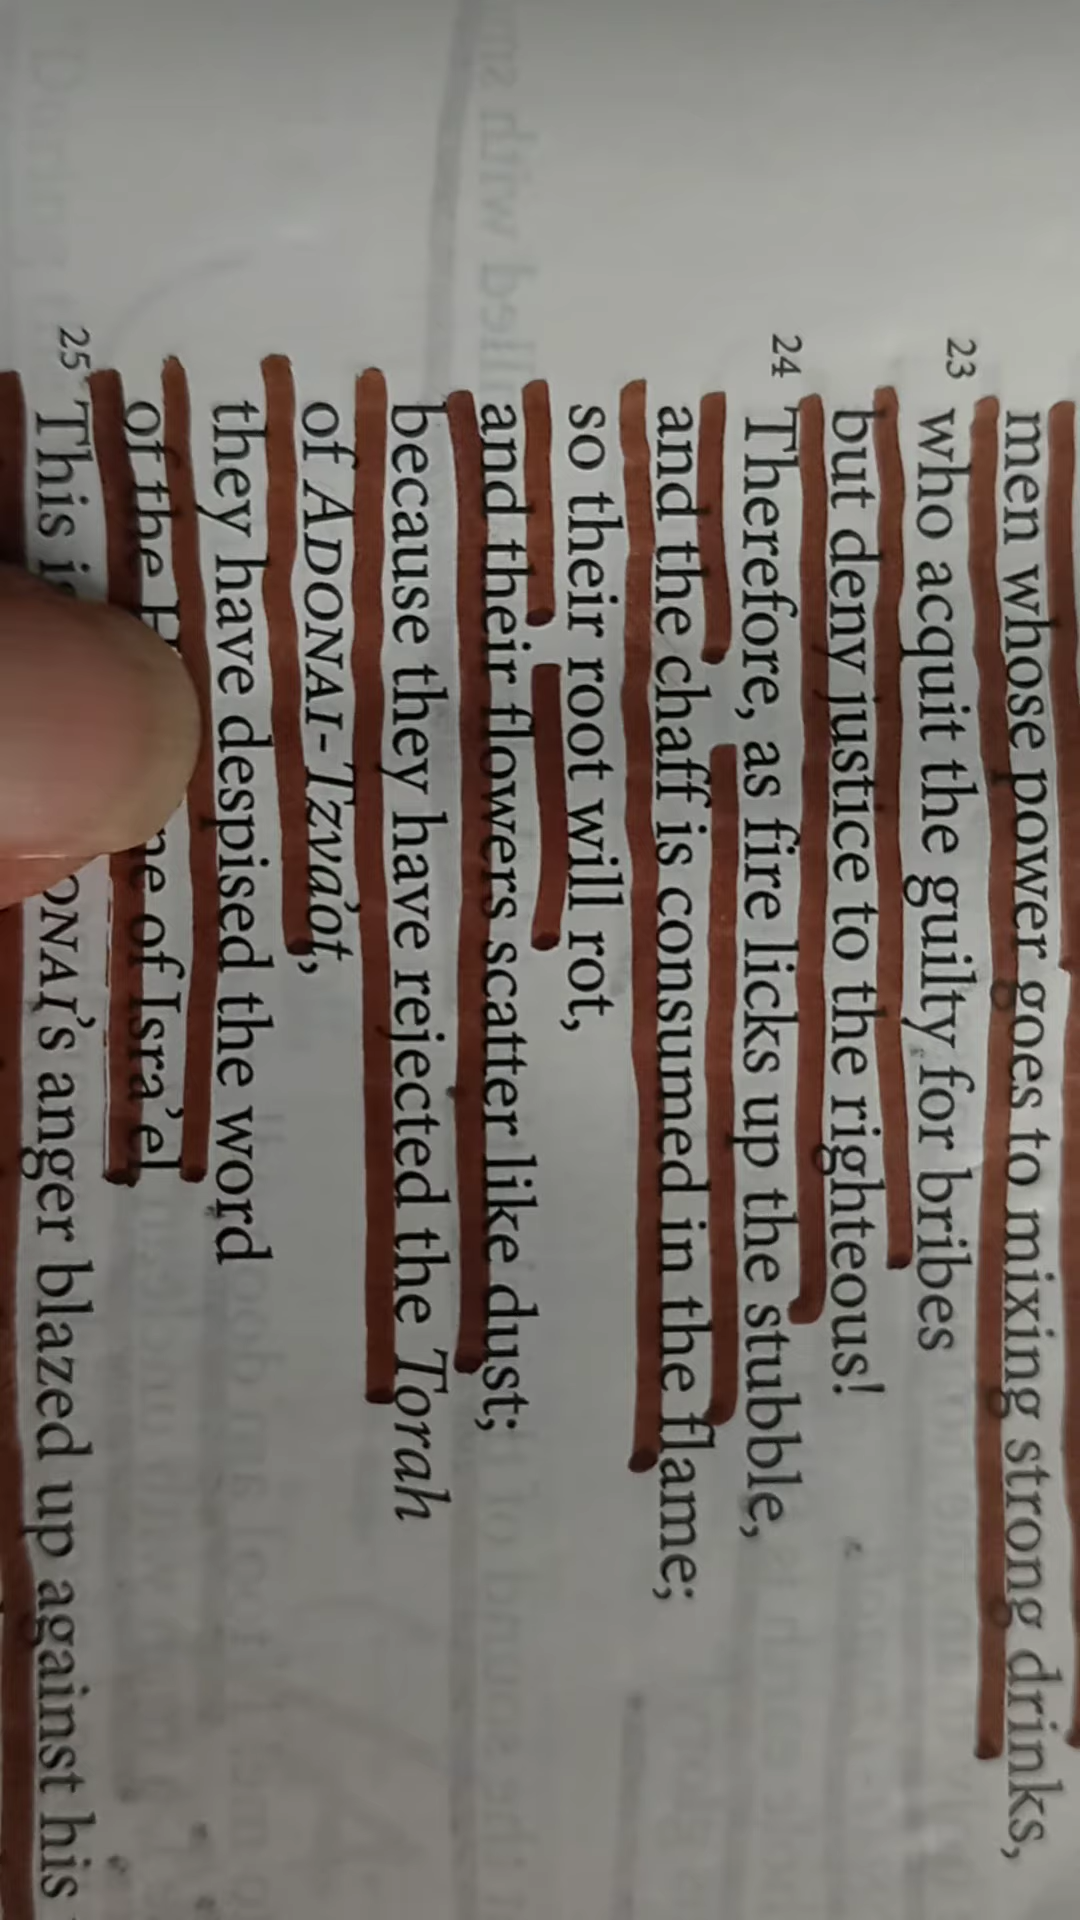 men whose power goes to mixing strong drinks,
23 who acquit the guilty for bribes
but deny justice to the righteous!
24 Therefore, as fire licks up the stubble,
and the chaff is consumed in the flame;
so their root will rot,
and their flowers scatter like dust;
because they have rejected the Torah
of ADONAI-Tzva'ot,
they have despised the word
of the of Isra'el
25 This anger blazed up against his